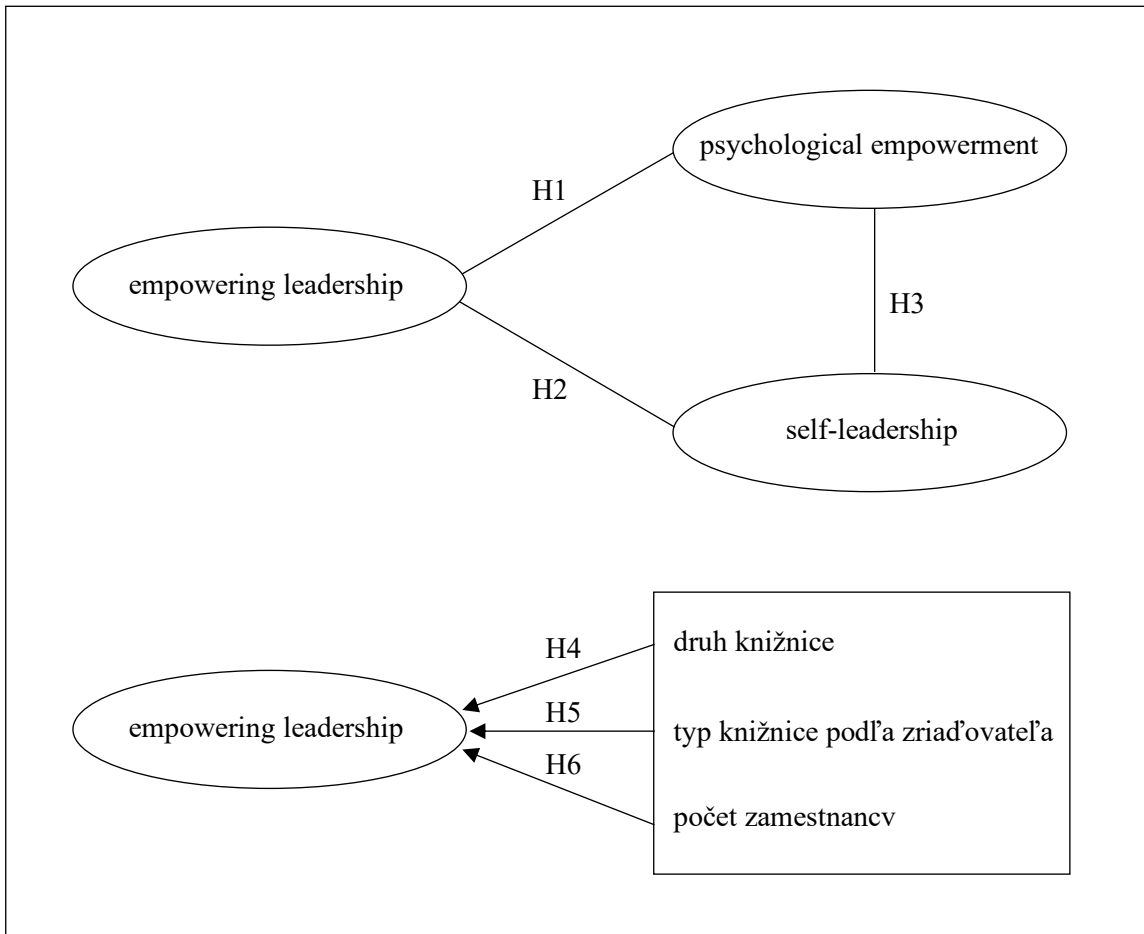 psychological empowerment
H1
empowering leadership
H3
H2
self-leadership
H4
druh knižnice
empowering leadership
H5
typ knižnice podľa zriaďovateľa
H6
počet zamestnancv